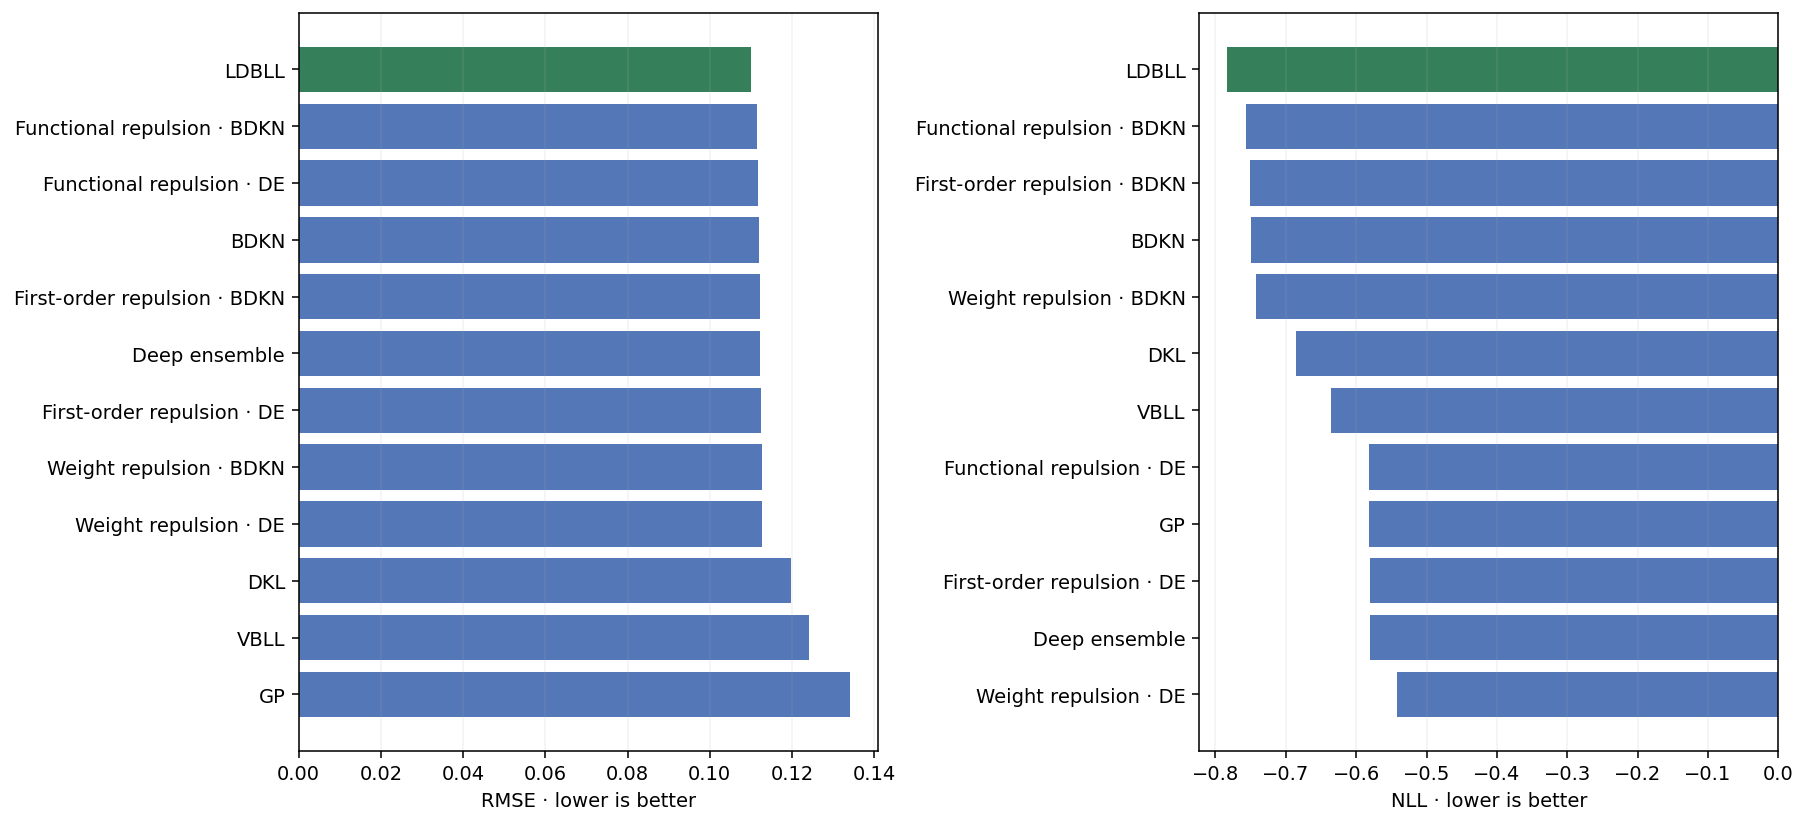 LDBLL
Functional repulsion · BDKN
Functional repulsion · DE
BDKN
First-order repulsion · BDKN
Deep ensemble
First-order repulsion · DE
Weight repulsion · BDKN
Weight repulsion · DE
DKL
VBLL
GP
0.00 0.02 0.04 0.06 0.08 0.10 0.12 0.14
RMSE · lower is better
LDBLL
Functional repulsion · BDKN
First-order repulsion · BDKN
BDKN
Weight repulsion · BDKN
DKL
VBLL
Functional repulsion · DE
GP
First-order repulsion · DE
Deep ensemble
Weight repulsion · DE
−0.8 −0.7 −0.6 −0.5 −0.4 −0.3 −0.2 −0.1 0.0
NLL · lower is better